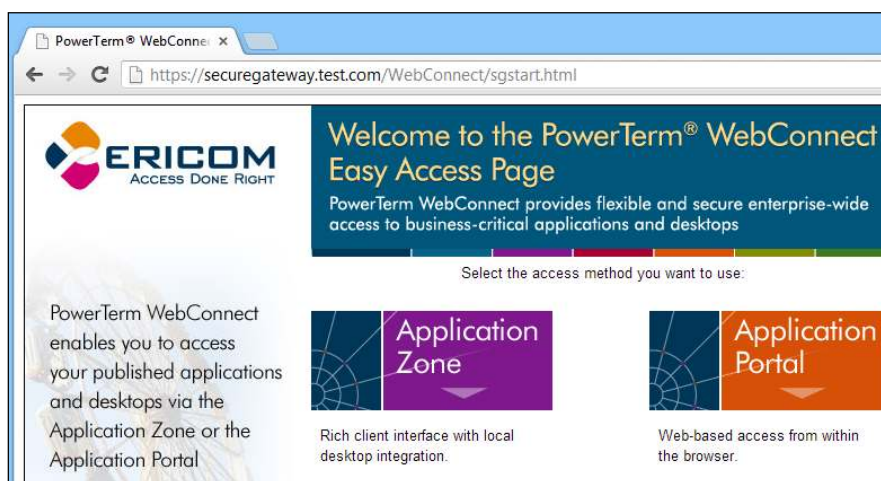 PowerTerm® WebConne
https://securegateway.test.com/WebConnect/sgstart.html
ERICOM
ACCESS DONE RIGHT
Welcome to the PowerTerm® WebConnect
Easy Access Page
PowerTerm WebConnect provides flexible and secure enterprise-wide
access to business-critical applications and desktops
Select the access method you want to use:
PowerTerm WebConnect
enables you to access
your published applications
and desktops via the
Application Zone or the
Application Portal
Application
Zone
Rich client interface with local
desktop integration.
Application
Portal
Web-based access from within
the browser.